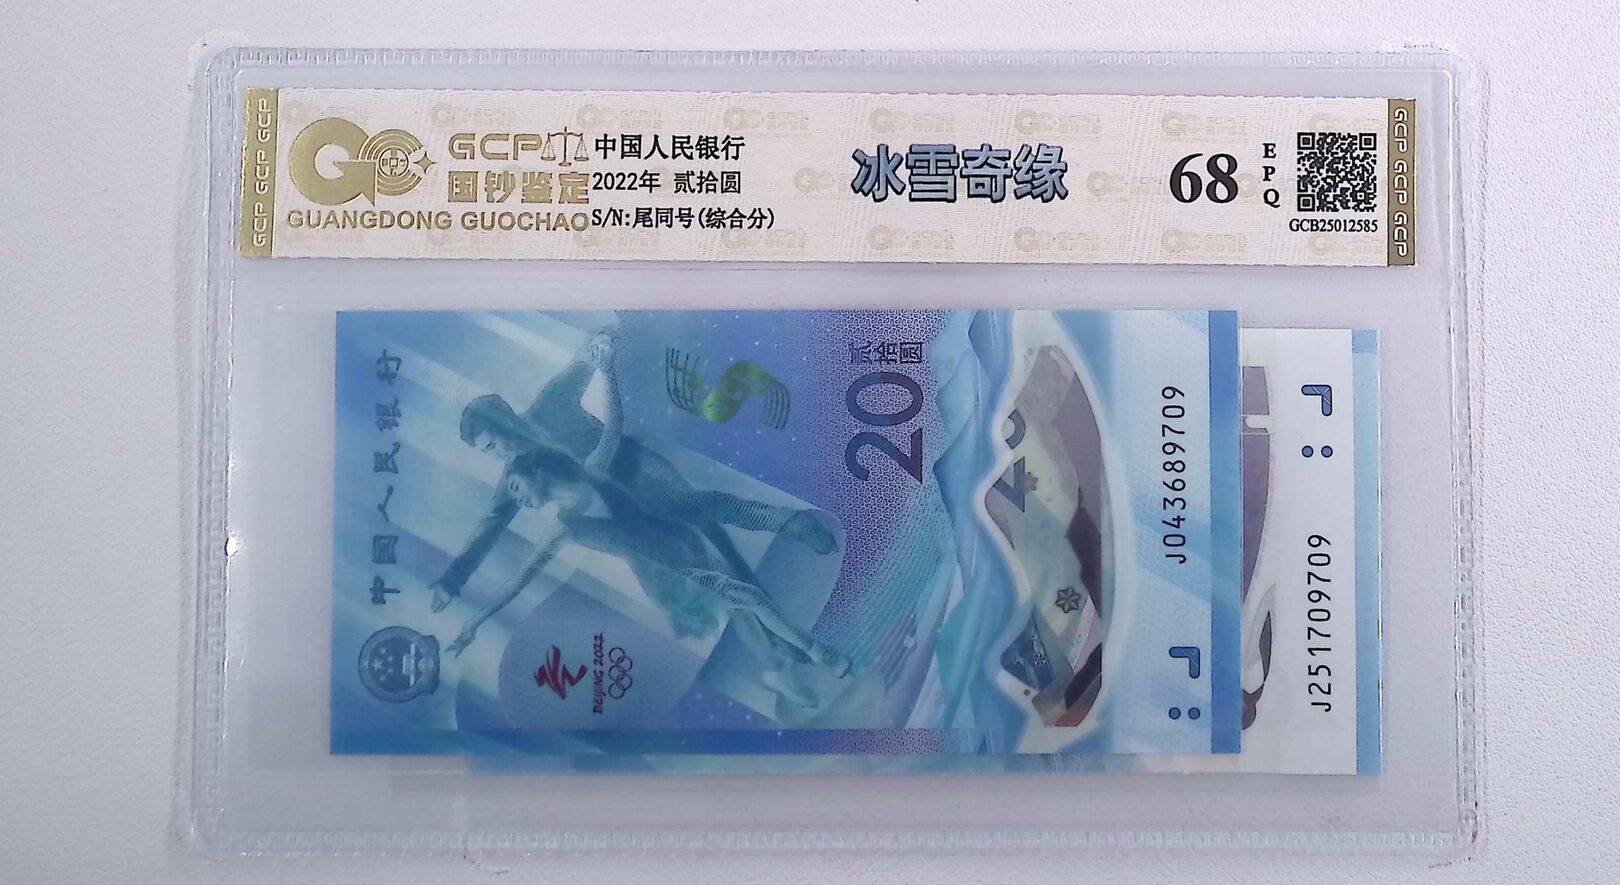 GCP GCP GCP
GCP
国钞鉴定
GUANGDONG GUOCHAO
中国人民银行
2022年 贰拾圆
S/N:尾同号(综合分)
冰雪奇缘
68
EPQ
GCB25012585
GCP GCP GCP
中国人民银行
贰拾圆
20
BEIJING 2022
J043689709
J251709709